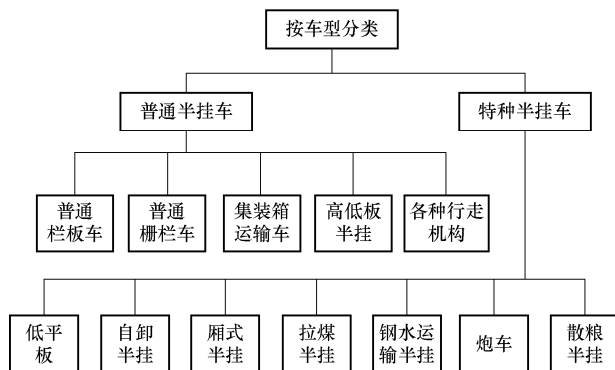 按车型分类
普通半挂车
特种半挂车
普通
栏板车
普通
栅栏车
集装箱
运输车
高低板
半挂
各种行走
机构
低平
板
自卸
半挂
厢式
半挂
拉煤
半挂
钢水运
输半挂
炮车
散粮
半挂